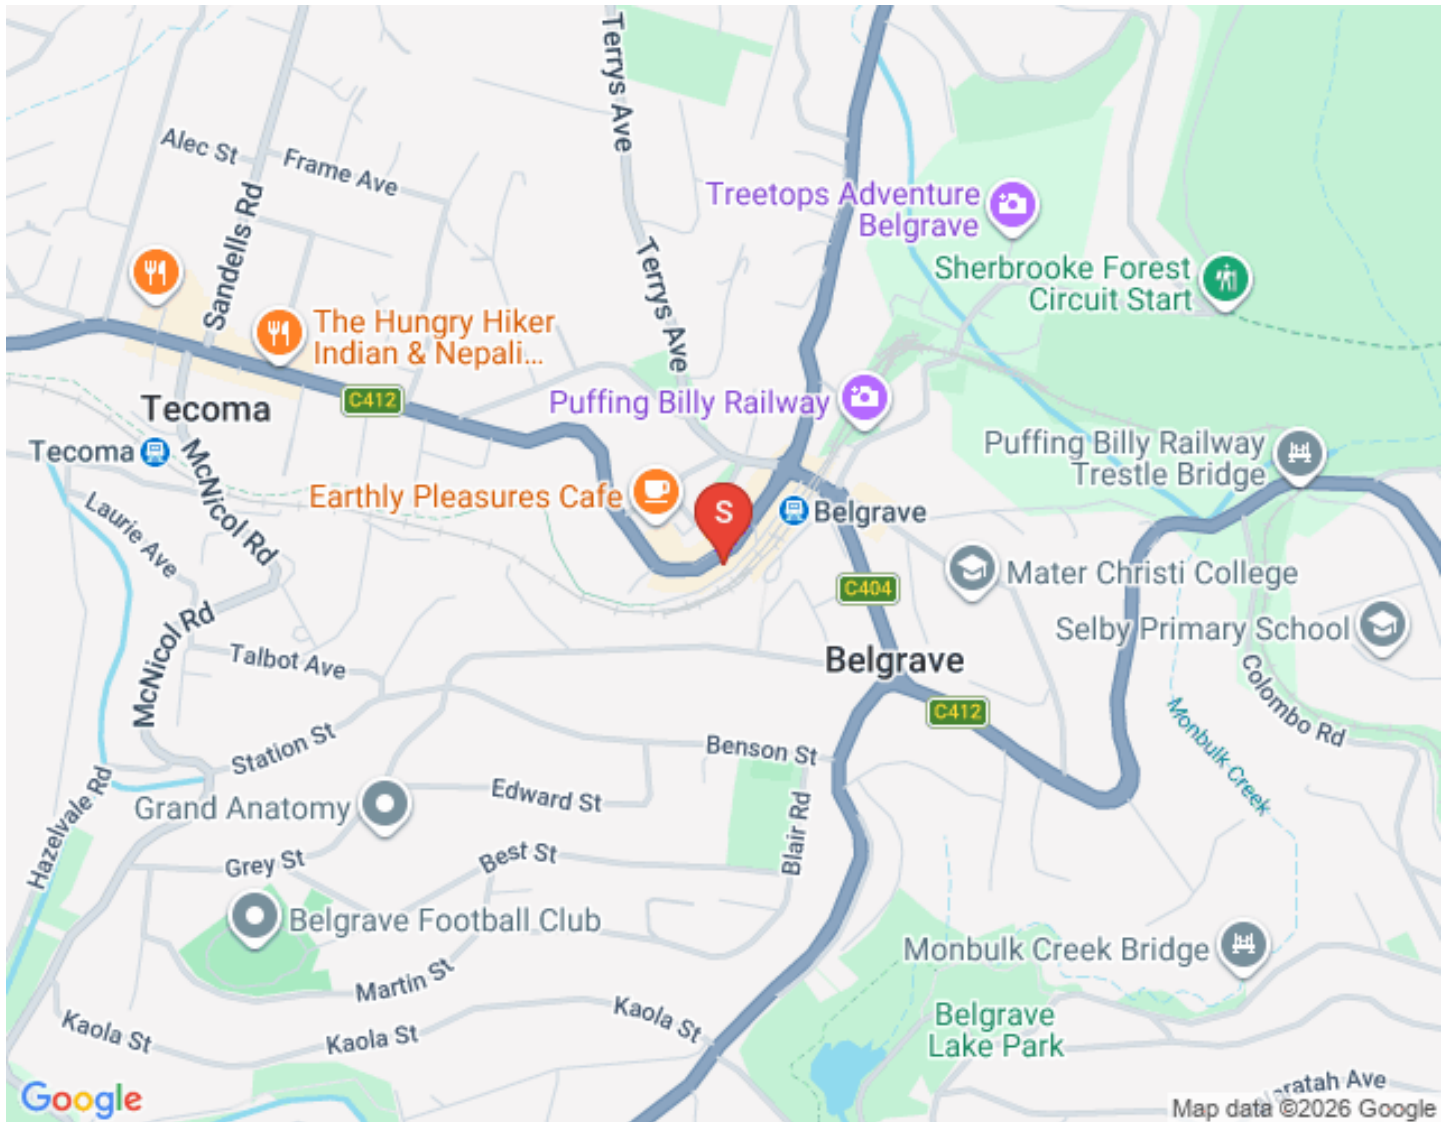 Terrys Ave
Alec St
Frame Ave
Sandells Rd
Treetops Adventure
Belgrave
Sherbrooke Forest
Circuit Start
Terrys Ave
The Hungry Hiker
Indian & Nepali...
C412
Puffing Billy Railway
Tecoma
Tecoma
McNicol Rd
Puffing Billy Railway
Trestle Bridge
Earthly Pleasures Cafe
S
Belgrave
Laurie Ave
Mater Christi College
C404
Selby Primary School
McNicol Rd
Talbot Ave
Belgrave
Colombo Rd
C412
Monbulk Creek
Station St
Benson St
Hazelvale Rd
Grand Anatomy
Edward St
Blair Rd
Grey St
Best St
Belgrave Football Club
Monbulk Creek Bridge
Martin St
Kaola St
Kaola St
Kaola St
Belgrave
Lake Park
Google
Map data ©2026 Google